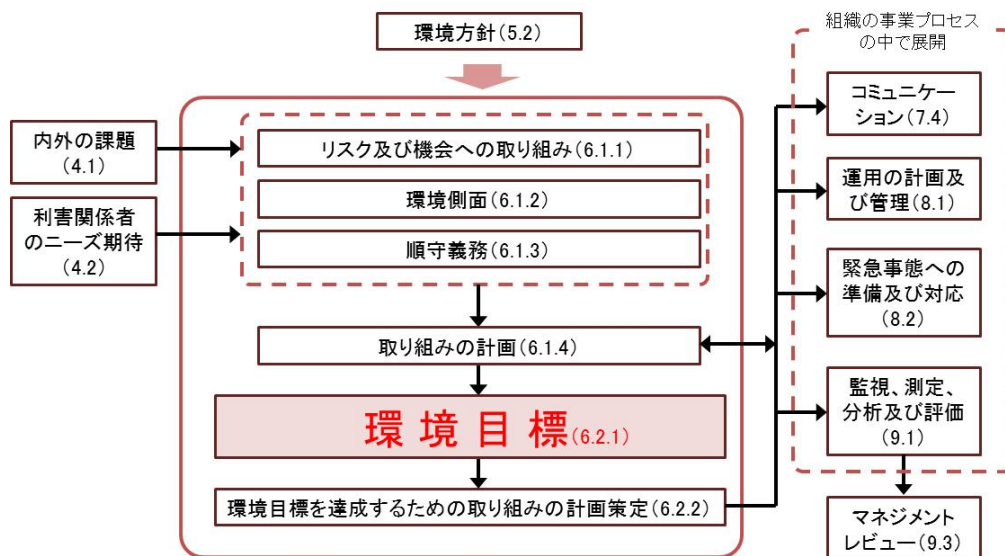 環境方針(5.2)
組織の事業プロセス
の中で展開
内外の課題
(4.1)
利害関係者
のニーズ期待
(4.2)
リスク及び機会への取り組み(6.1.1)
環境側面(6.1.2)
順守義務(6.1.3)
取り組みの計画(6.1.4)
環境目標(6.2.1)
環境目標を達成するための取り組みの計画策定(6.2.2)
コミュニケー
ション(7.4)
運用の計画及
び管理(8.1)
緊急事態への
準備及び対応
(8.2)
監視、測定、
分析及び評価
(9.1)
マネジメント
レビュー(9.3)